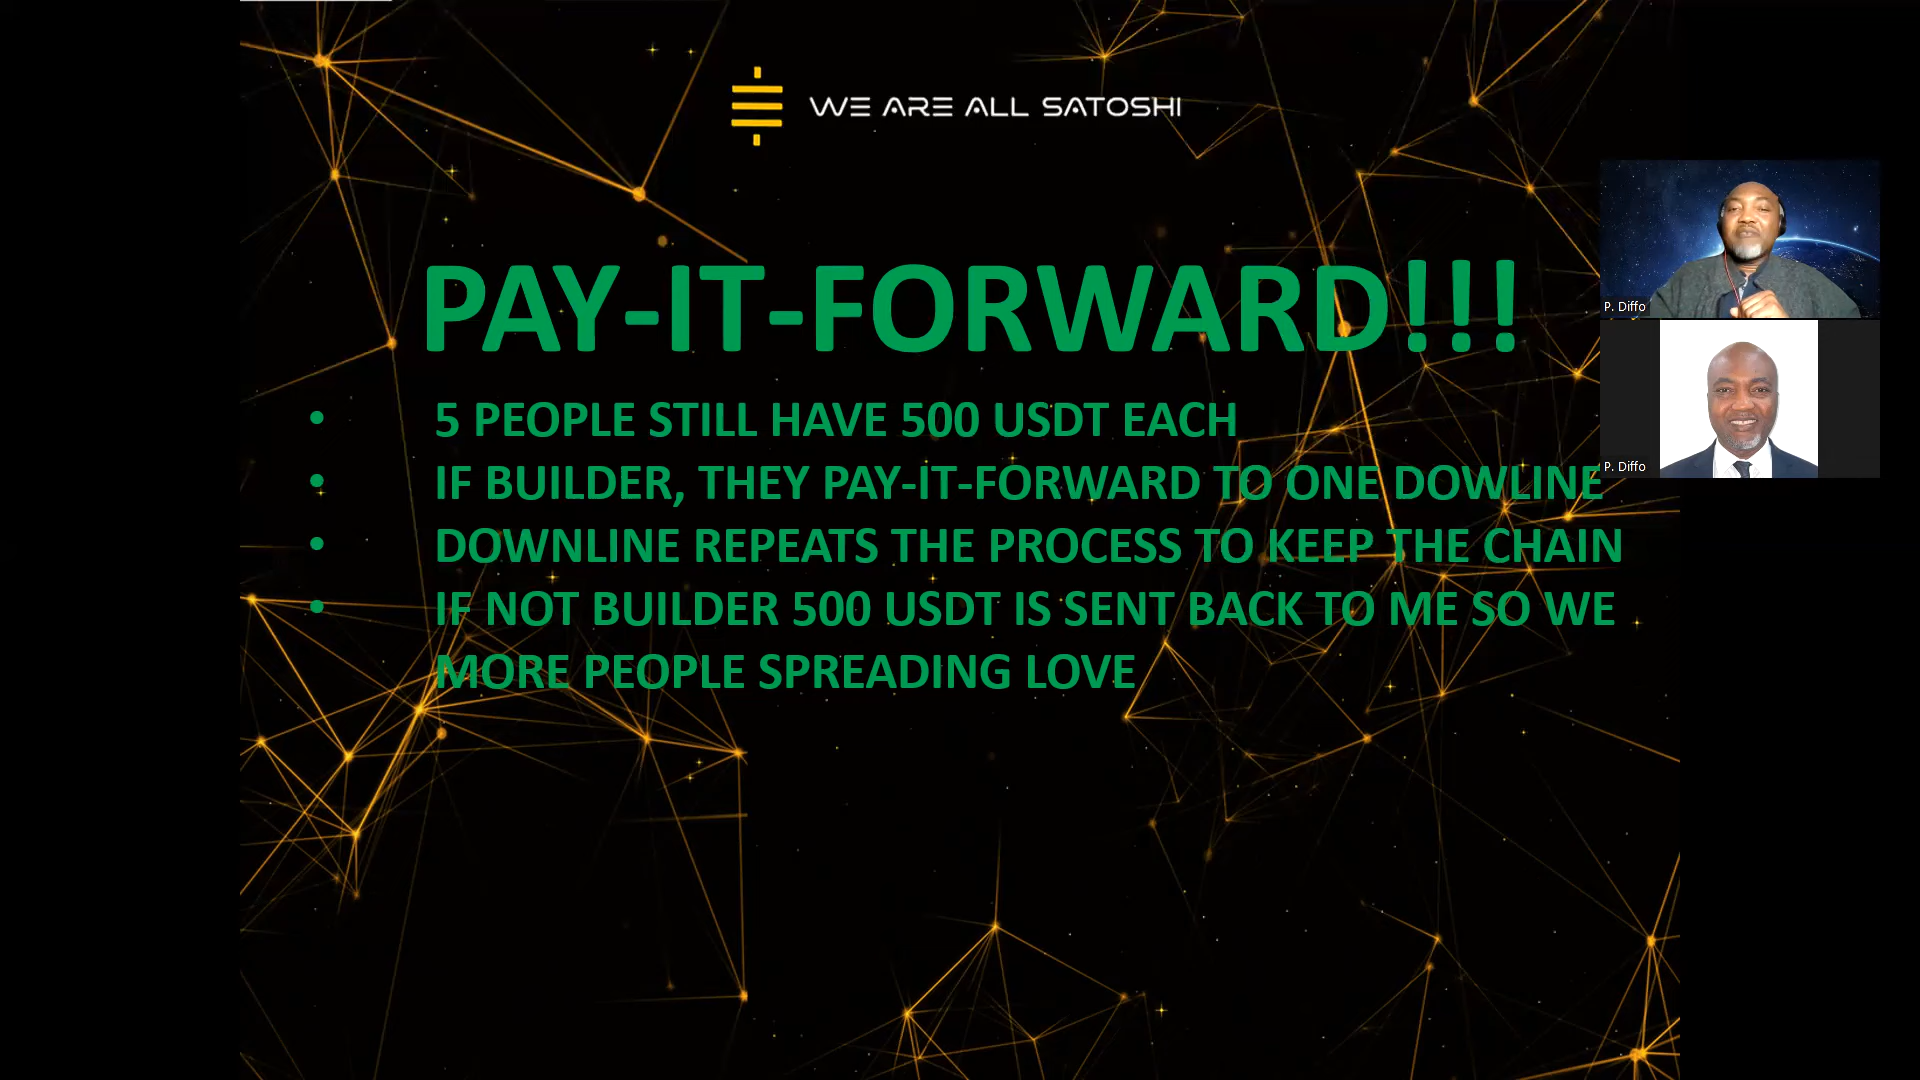 WE ARE ALL SATOSHI
PAY-IT-FORWARD!!!
• 5 PEOPLE STILL HAVE 500 USDT EACH
• IF BUILDER, THEY PAY-IT-FORWARD TO ONE DOWLINE
• DOWNLINE REPEATS THE PROCESS TO KEEP THE CHAIN
• IF NOT BUILDER 500 USDT IS SENT BACK TO ME SO WE
MORE PEOPLE SPREADING LOVE
P. Diffo
P. Diffo